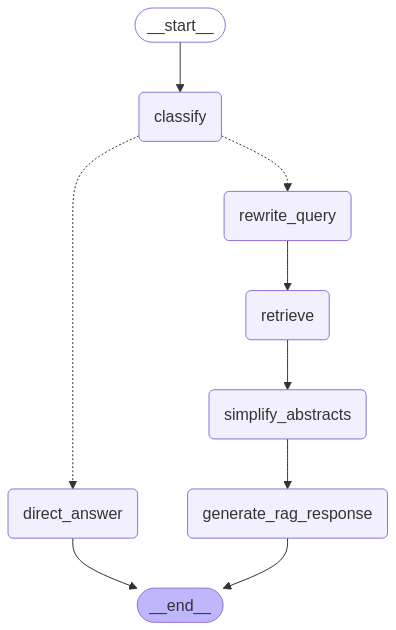 __start__
classify
rewrite_query
retrieve
simplify_abstracts
direct_answer
generate_rag_response
__end__